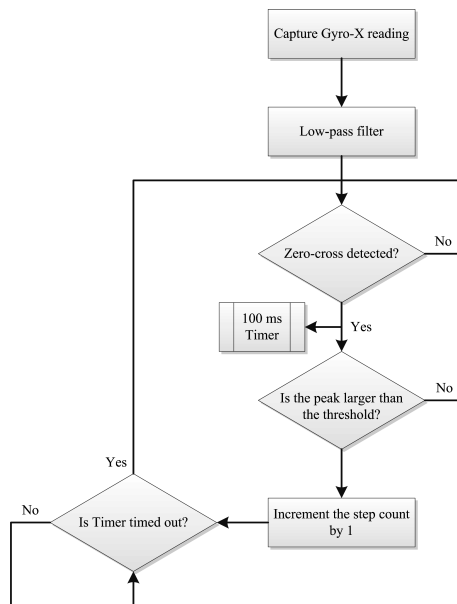 Capture Gyro-X reading
Low-pass filter
Zero-cross detected?
No
100 ms
Timer
Yes
Is the peak larger than
the threshold?
No
Yes
Increment the step count
by 1
Is Timer timed out?
No